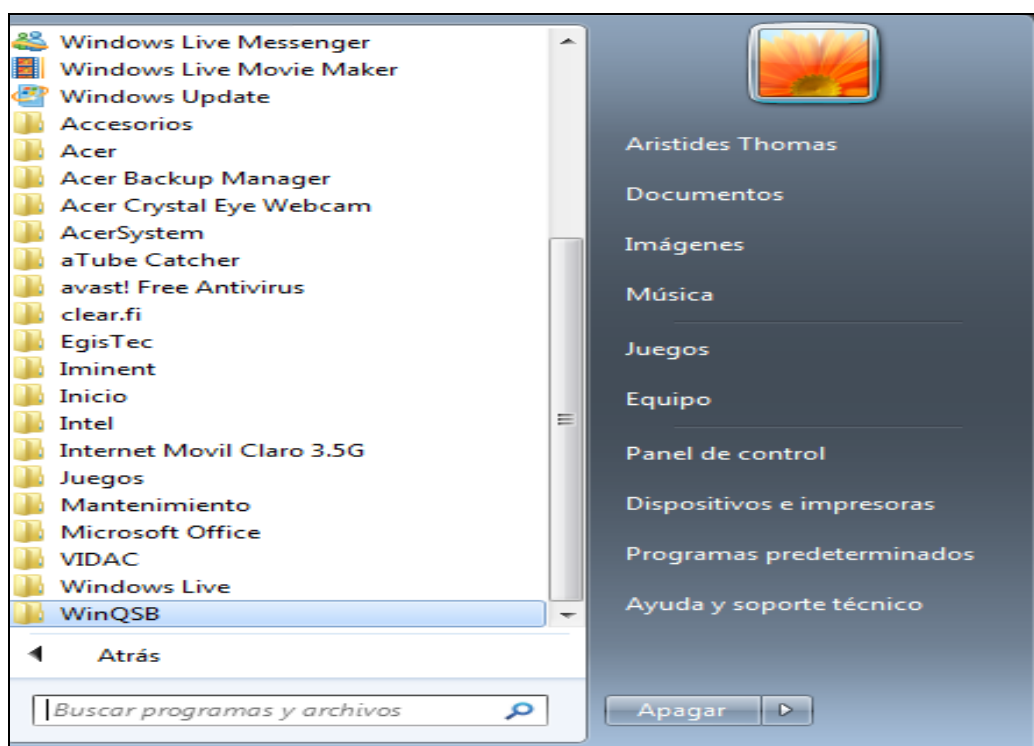 Windows Live Messenger
Windows Live Movie Maker
Windows Update
Accesorios
Acer
Acer Backup Manager
Acer Crystal Eye Webcam
AcerSystem
aTube Catcher
avast! Free Antivirus
clear.fi
EgisTec
Iminent
Inicio
Intel
Internet Movil Claro 3.5G
Juegos
Mantenimiento
Microsoft Office
VIDAC
Windows Live
WinQSB
Atrás
Buscar programas y archivos
Aristides Thomas
Documentos
Imágenes
Música
Juegos
Equipo
Panel de control
Dispositivos e impresoras
Programas predeterminados
Ayuda y soporte técnico
Apagar